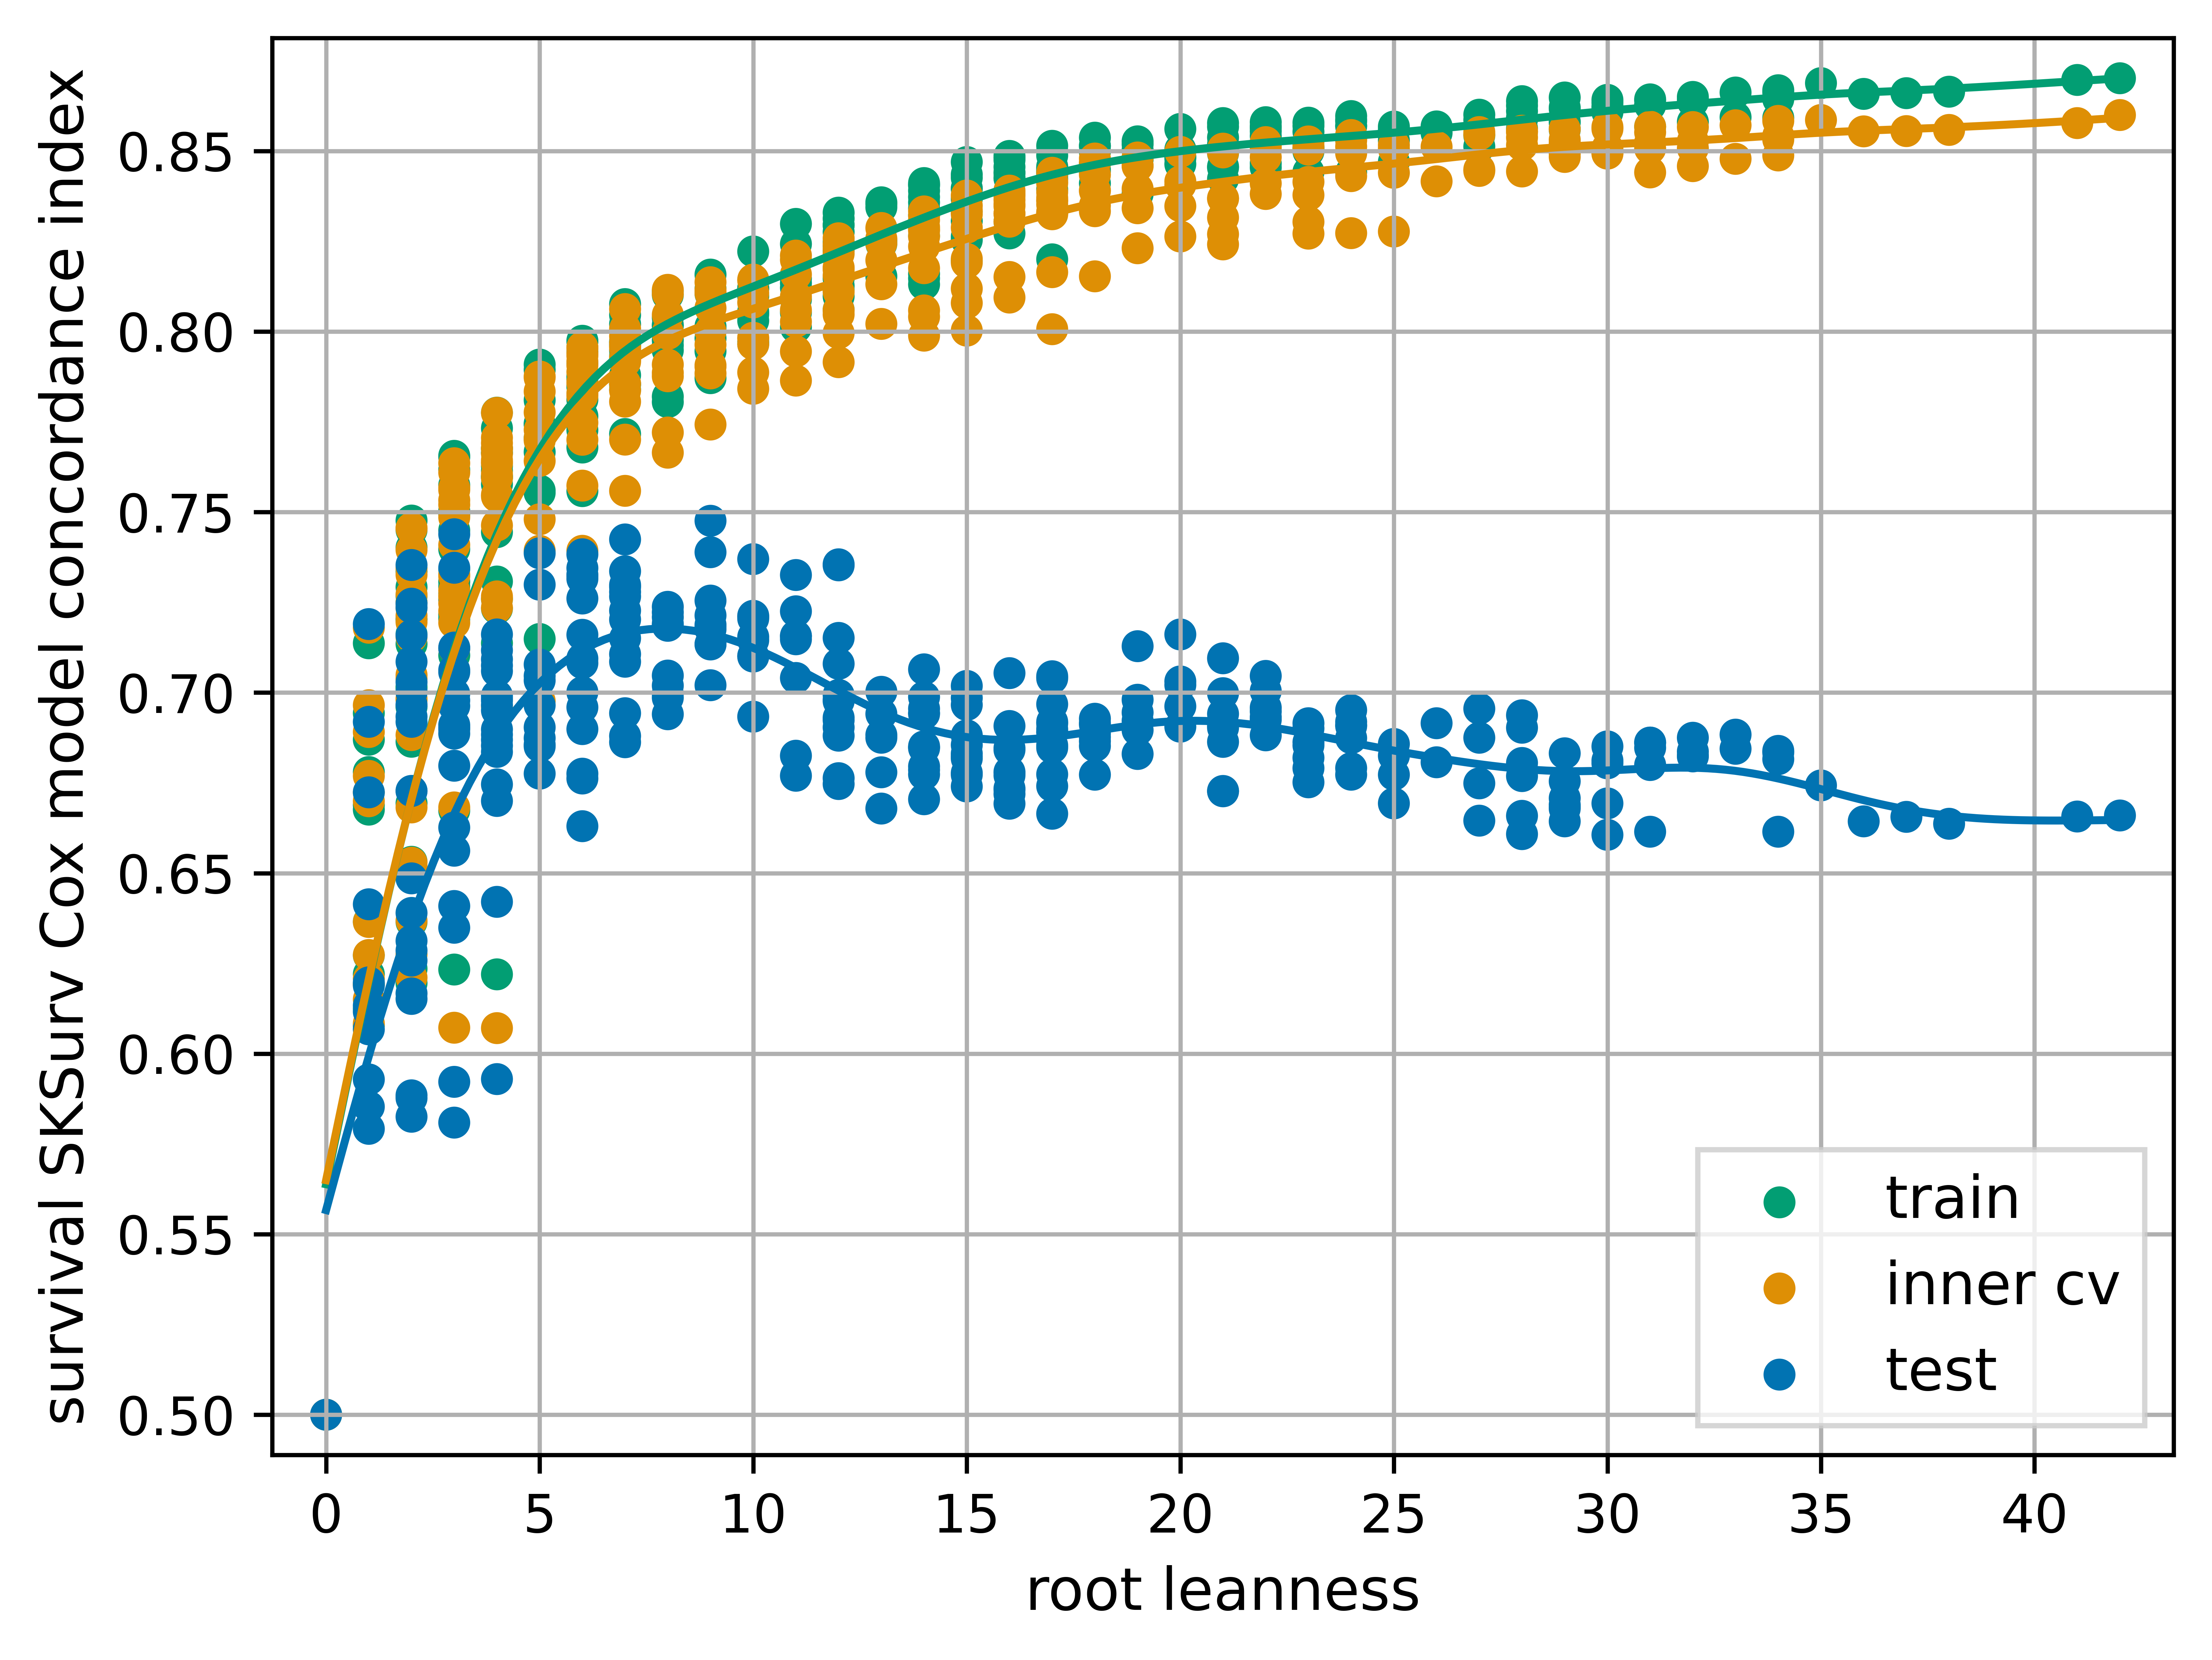 survival SKSurv Cox model concordance index
0.85
0.80
0.75
0.70
0.65
0.60
0.55
0.50
train
inner cv
test
0 5 10 15 20 25 30 35 40
root leanness